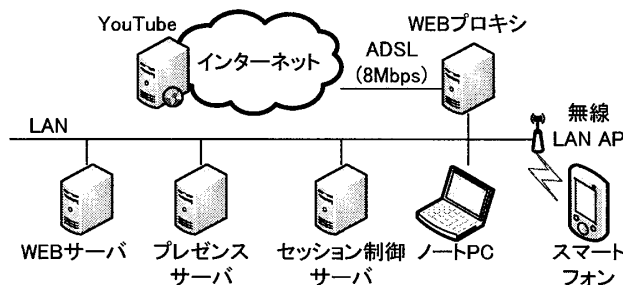 YouTube
インターネット
ADSL
(8Mbps)
WEBプロキシ
LAN
無線
LAN AP
WEBサーバ
プレゼンス
サーバ
セッション制御
サーバ
ノートPC
スマート
フォン